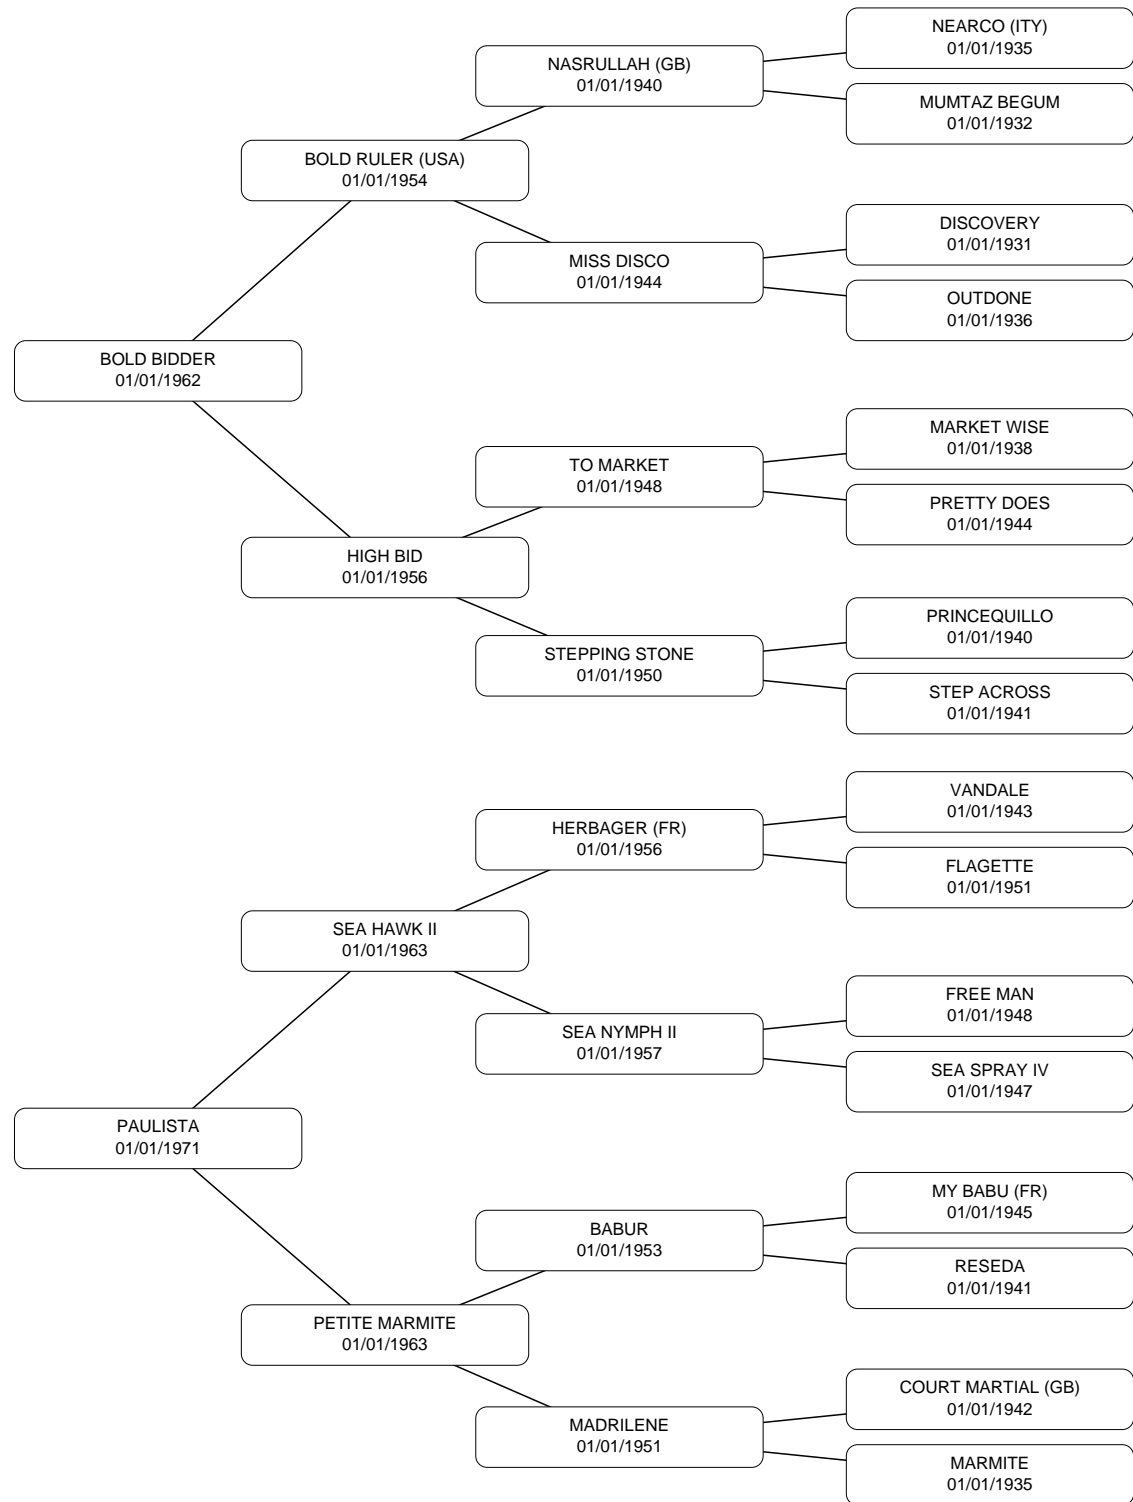 NEARCO (ITY)
01/01/1935
NASRULLAH (GB)
01/01/1940
MUMTAZ BEGUM
01/01/1932
BOLD RULER (USA)
01/01/1954
DISCOVERY
01/01/1931
MISS DISCO
01/01/1944
OUTDONE
01/01/1936
BOLD BIDDER
01/01/1962
MARKET WISE
01/01/1938
TO MARKET
01/01/1948
PRETTY DOES
01/01/1944
HIGH BID
01/01/1956
PRINCEQUILLO
01/01/1940
STEPPING STONE
01/01/1950
STEP ACROSS
01/01/1941
VANDALE
01/01/1943
HERBAGER (FR)
01/01/1956
FLAGETTE
01/01/1951
SEA HAWK II
01/01/1963
FREE MAN
01/01/1948
SEA NYMPH II
01/01/1957
SEA SPRAY IV
01/01/1947
PAULISTA
01/01/1971
MY BABU (FR)
01/01/1945
BABUR
01/01/1953
RESEDA
01/01/1941
PETITE MARMITE
01/01/1963
COURT MARTIAL (GB)
01/01/1942
MADRILENE
01/01/1951
MARMITE
01/01/1935